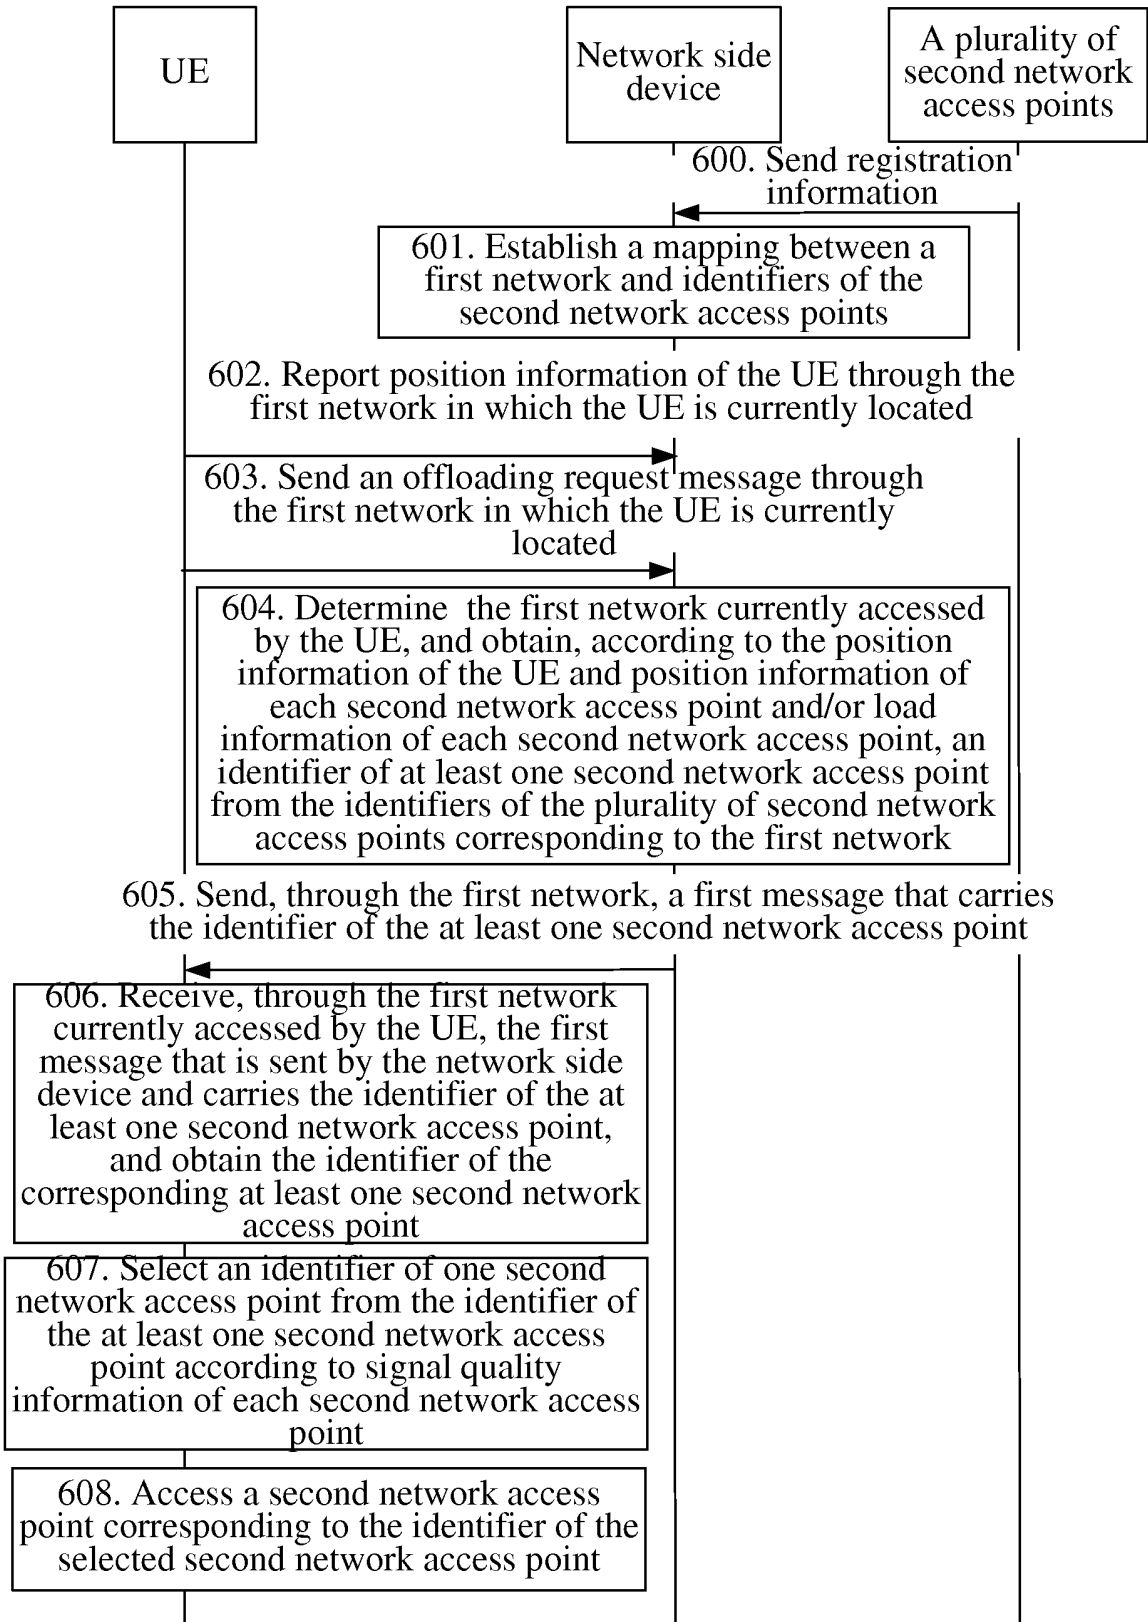 UE
Network side
device
A plurality of
second network
access points
600. Send registration
information
601. Establish a mapping between a
first network and identifiers of the
second network access points
602. Report position information of the UE through the
first network in which the UE is currently located
603. Send an offloading request message through
the first network in which the UE is currently
located
604. Determine the first network currently accessed
by the UE, and obtain, according to the position
information of the UE and position information of
each second network access point and/or load
information of each second network access point, an
identifier of at least one second network access point
from the identifiers of the plurality of second network
access points corresponding to the first network
605. Send, through the first network, a first message that carries
the identifier of the at least one second network access point
606. Receive, through the first network
currently accessed by the UE, the first
message that is sent by the network side
device and carries the identifier of the at
least one second network access point,
and obtain the identifier of the
corresponding at least one second network
access point
607. Select an identifier of one second
network access point from the identifier of
the at least one second network access
point according to signal quality
information of each second network access
point
608. Access a second network access
point corresponding to the identifier of the
selected second network access point